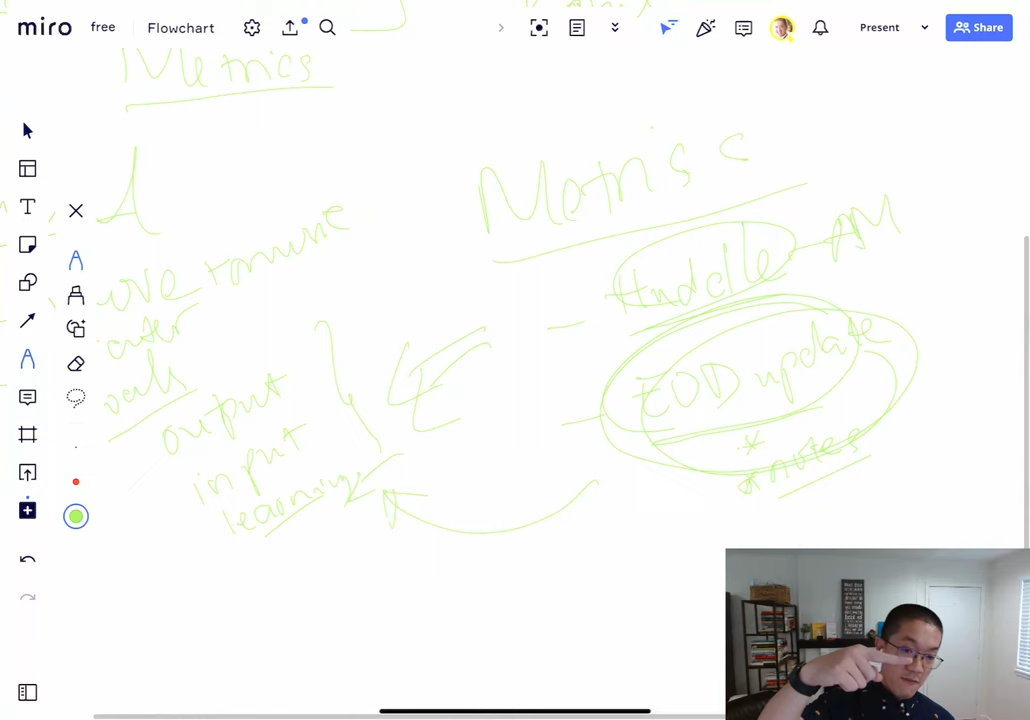 miro free Flowchart Present Share
Metrics
Metrics
Huddle - AM
EOD update
*
* notes
output
input
learning